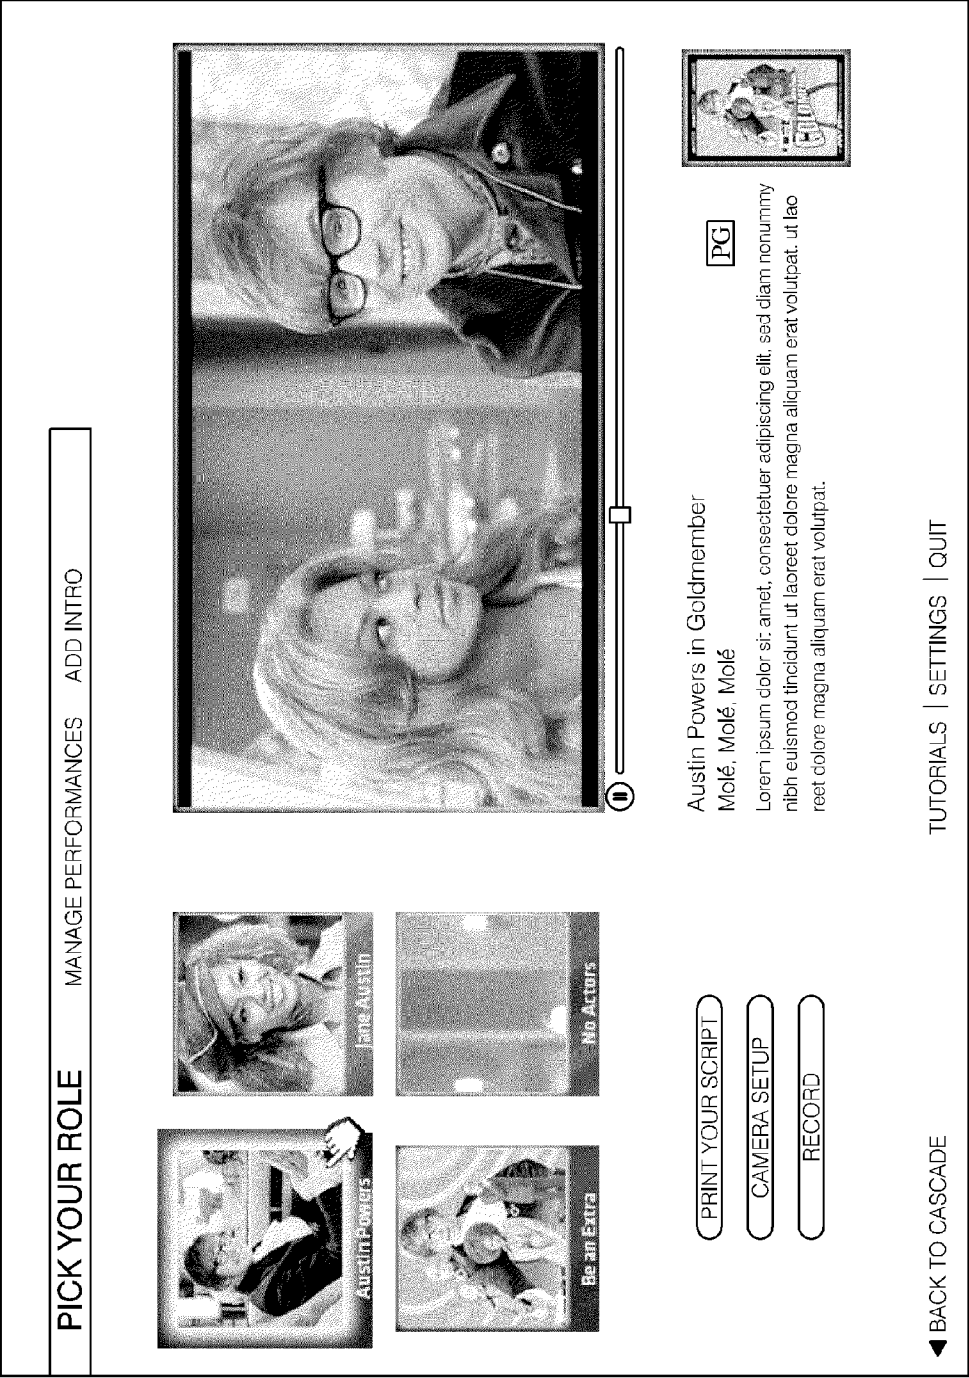 PICK YOUR ROLE
MANAGE PERFORMANCES
ADD INTRO
Austin Powers
Jane Austin
Be an Extra
No Actors
PRINT YOUR SCRIPT
CAMERA SETUP
RECORD
Austin Powers in Goldmember
Molé, Molé, Molé
PG
Lorem ipsum dolor sit amet, consectetuer adipiscing elit, sed diam nonummy
nibh euismod tincidunt ut laoreet dolore magna aliquam erat volutpat. ut lao
reet dolore magna aliquam erat volutpat.
BACK TO CASCADE
TUTORIALS | SETTINGS | QUIT